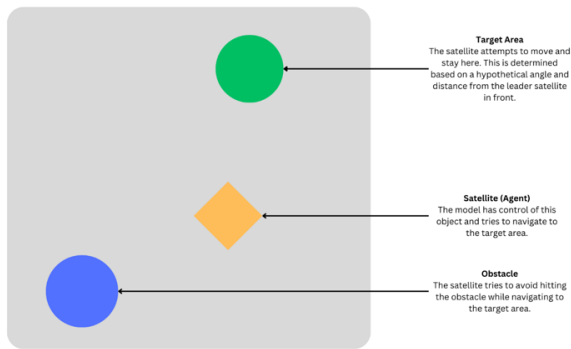 Target Area
The satellite attempts to move and
stay here. This is determined
based on a hypothetical angle and
distance from the leader satellite
in front.
Satellite (Agent)
The model has control of this
object and tries to navigate to
the target area.
Obstacle
The satellite tries to avoid hitting
the obstacle while navigating to
the target area.